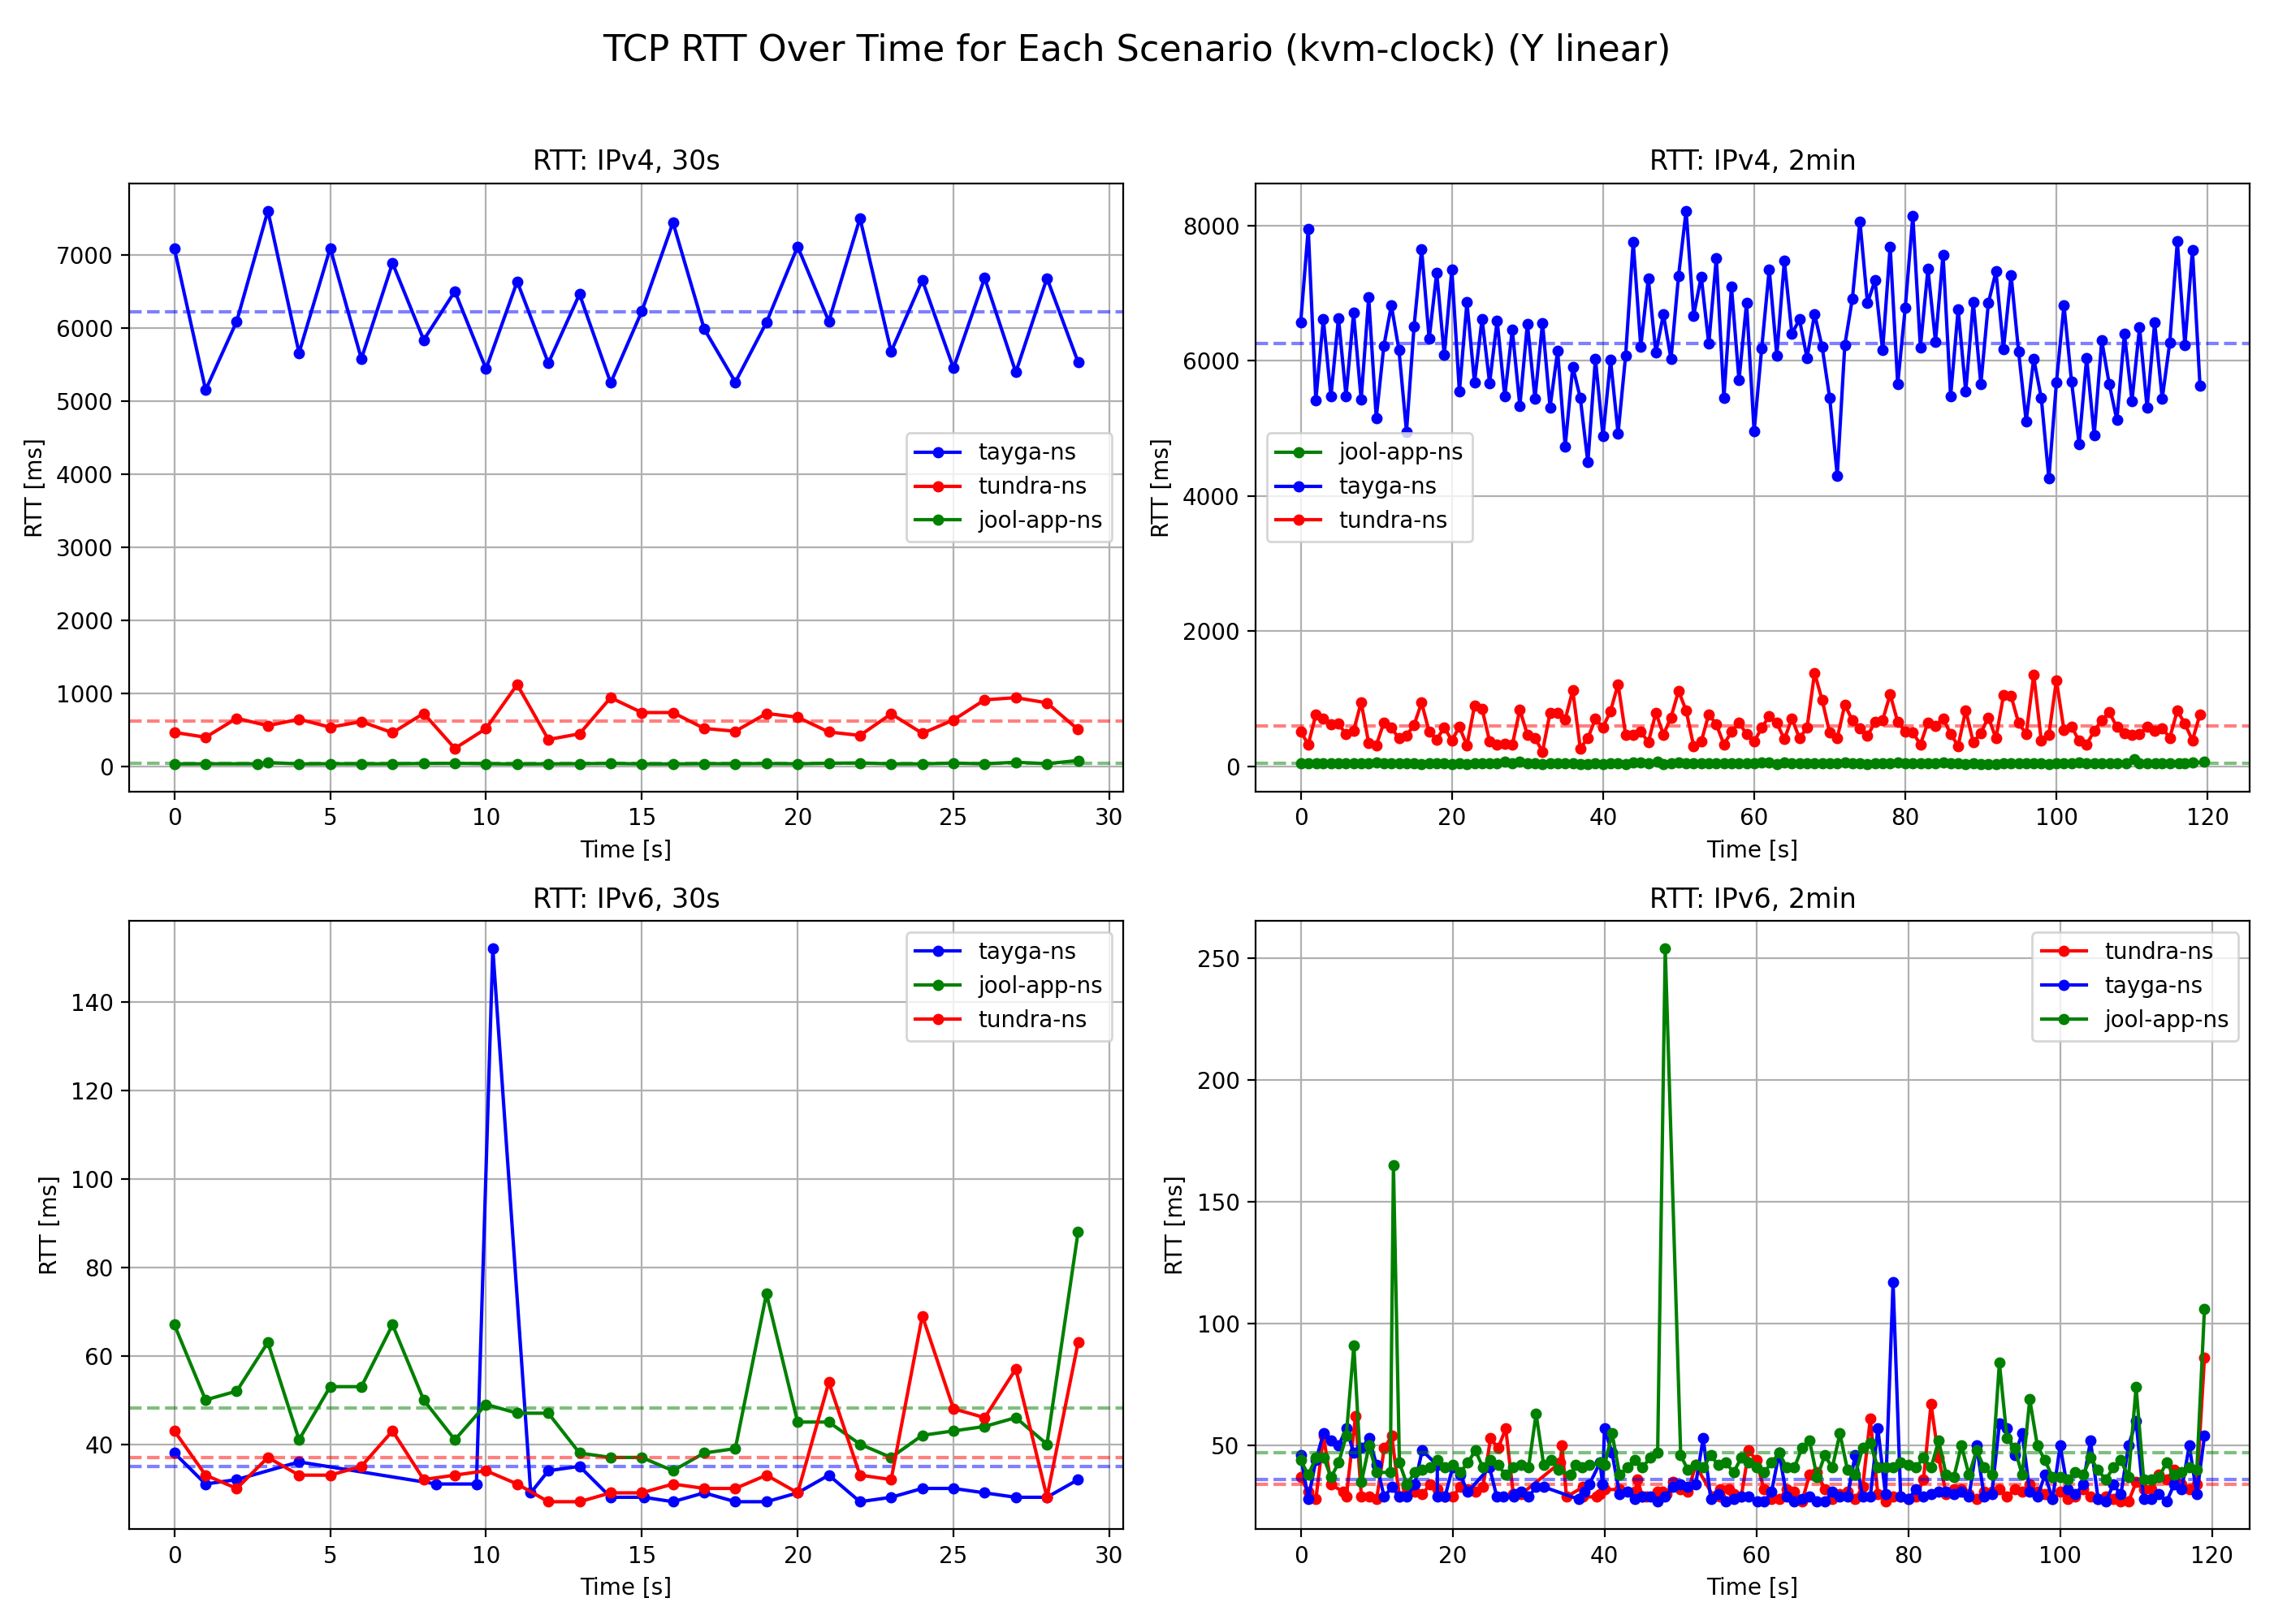 TCP RTT Over Time for Each Scenario (kvm-clock) (Y linear)
RTT: IPv4, 30s
RTT [ms]
7000
6000
5000
4000
3000
2000
1000
0
tayga-ns
tundra-ns
jool-app-ns
0 5 10 15 20 25 30
Time [s]
RTT: IPv4, 2min
RTT [ms]
8000
6000
4000
2000
0
jool-app-ns
tayga-ns
tundra-ns
0 20 40 60 80 100 120
Time [s]
RTT: IPv6, 30s
RTT [ms]
140
120
100
80
60
40
tayga-ns
jool-app-ns
tundra-ns
0 5 10 15 20 25 30
Time [s]
RTT: IPv6, 2min
RTT [ms]
250
200
150
100
50
tundra-ns
tayga-ns
jool-app-ns
0 20 40 60 80 100 120
Time [s]